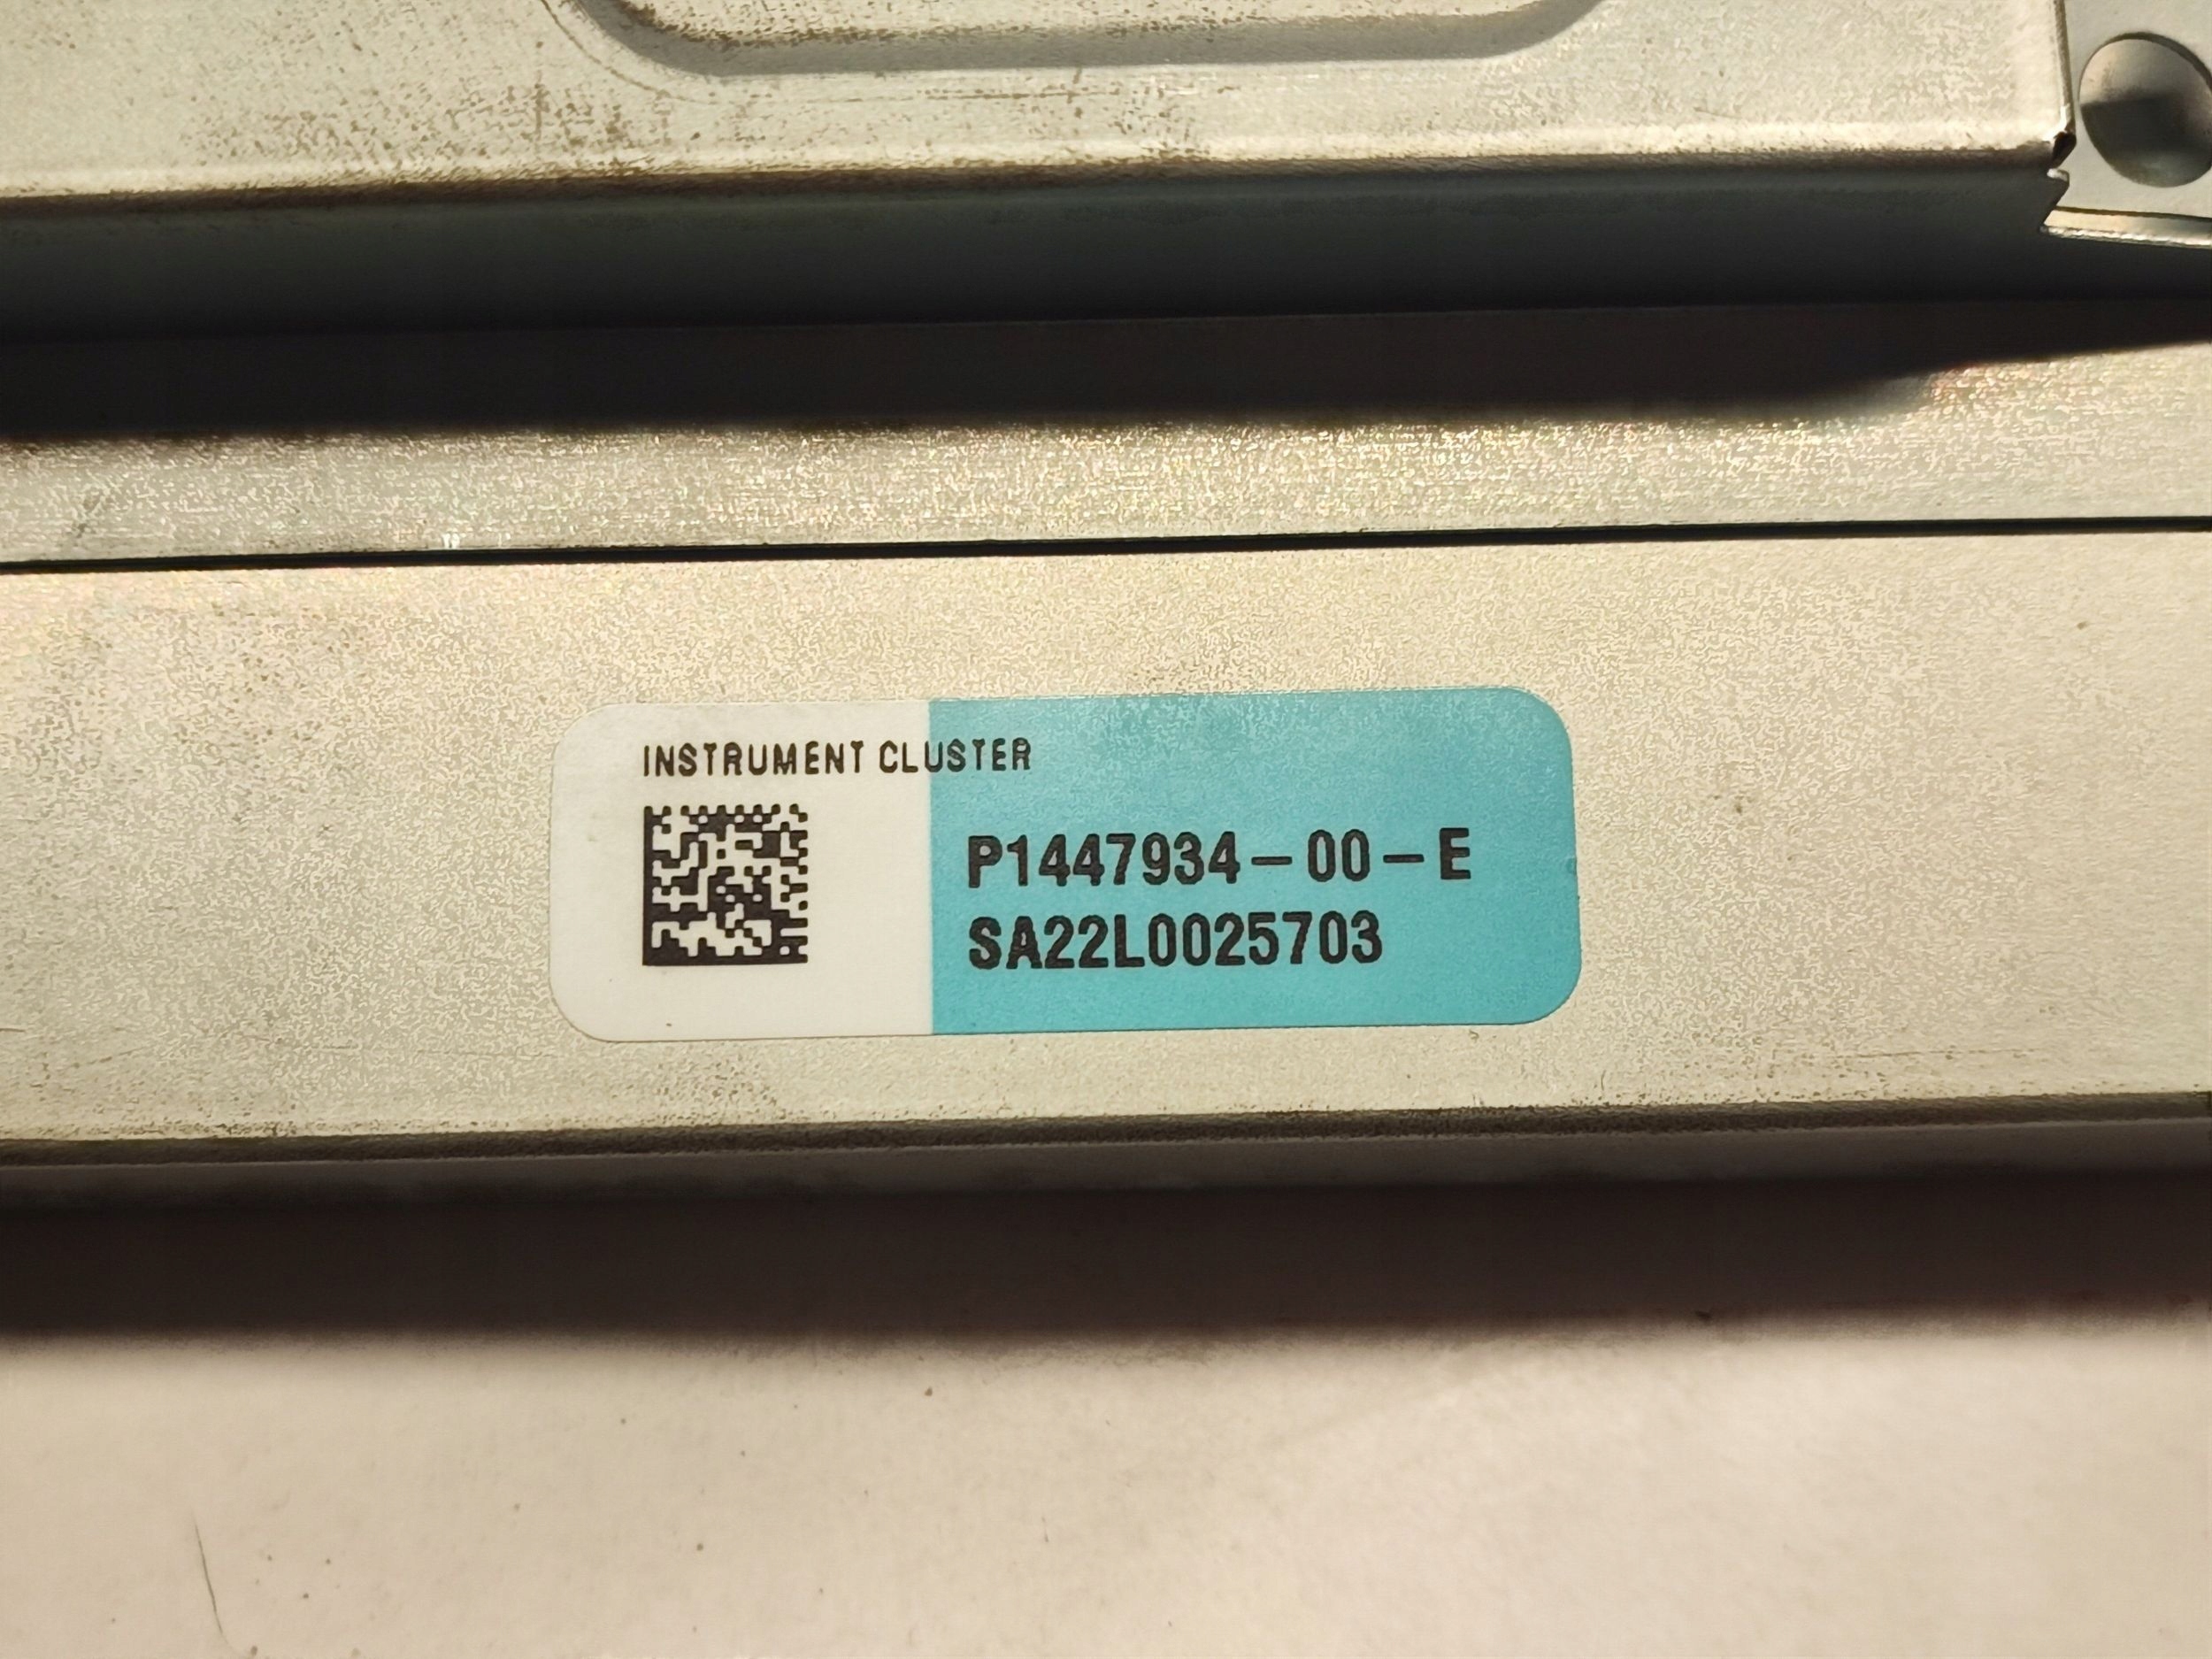 INSTRUMENT CLUSTER
P1447934-00-E
SA22L0025703